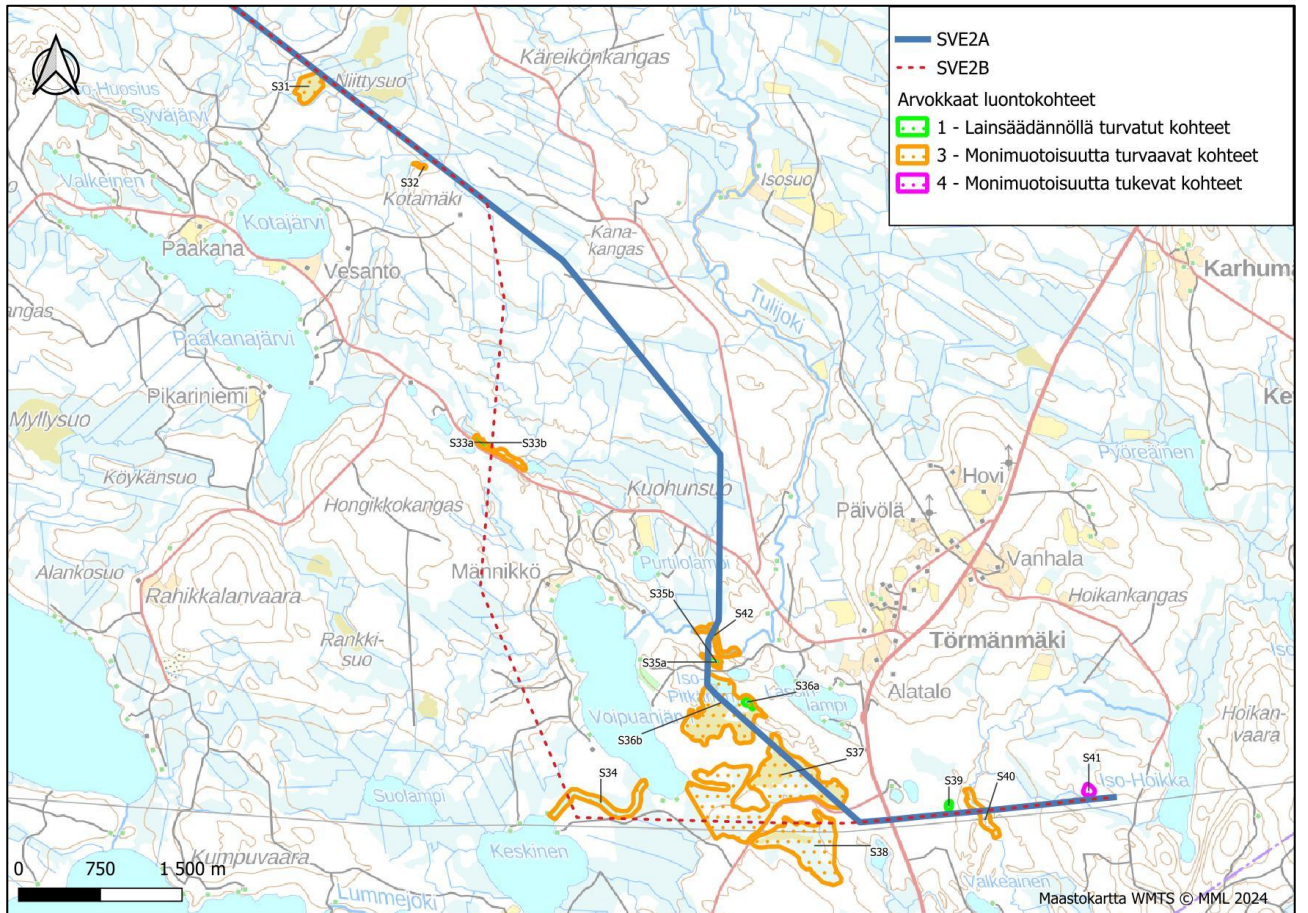 SVE2A
SVE2B
Arvokkaat luontokohteet
1 - Lainsäädännöllä turvatut kohteet
3 - Monimuotoisuutta turvaavat kohteet
4 - Monimuotoisuutta tukevat kohteet
Käreikönkangas
S31
Niittysuo
Syväjärvi
Isosuo
S32
Valkeinen
Kotamäki
Kotajärvi
Kana-
kangas
Paakana
Vesanto
Karhumä
Tulijoki
Paakanajärvi
Pikariniemi
Myllysuo
S33a
S33b
Pyöreäinen
Köykänsuo
Hovi
Kuohunsuo
Hongikkokangas
Päivölä
Vanhala
Alankosuo
Männikkö
Purtiolampi
Rahikkalanvaara
S35b
S42
Hoikankangas
Rankki-
suo
Törmänmäki
S35a
Iso-
S36a
Alatalo
Voipuanjärvi
lampi
Hoikan-
vaara
S36b
S37
S34
S39
S40
S41
Iso-Hoikka
Suolampi
S38
Kumpuvaara
Keskinen
0 750 1 500 m
Lummejoki
Valkeainen
Maastokartta WMTS © MML 2024